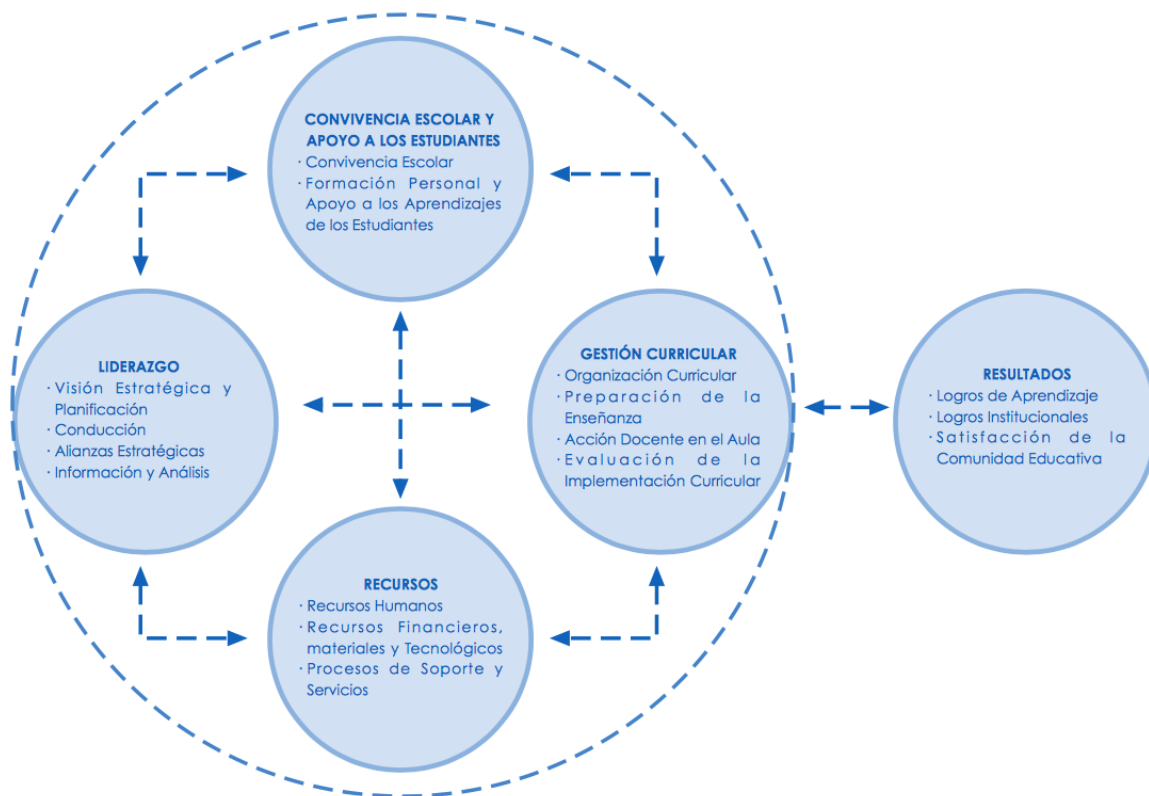 CONVIVENCIA ESCOLAR Y
APOYO A LOS ESTUDIANTES
· Convivencia Escolar
· Formación Personal y
Apoyo a los Aprendizajes
de los Estudiantes
LIDERAZGO
· Visión Estratégica y
Planificación
· Conducción
· Alianzas Estratégicas
· Información y Análisis
GESTIÓN CURRICULAR
· Organización Curricular
· Preparación de la
Enseñanza
· Acción Docente en el Aula
· Evaluación de la
Implementación Curricular
RESULTADOS
· Logros de Aprendizaje
· Logros Institucionales
· Satisfacción de la
Comunidad Educativa
RECURSOS
· Recursos Humanos
· Recursos Financieros,
materiales y Tecnológicos
· Procesos de Soporte y
Servicios